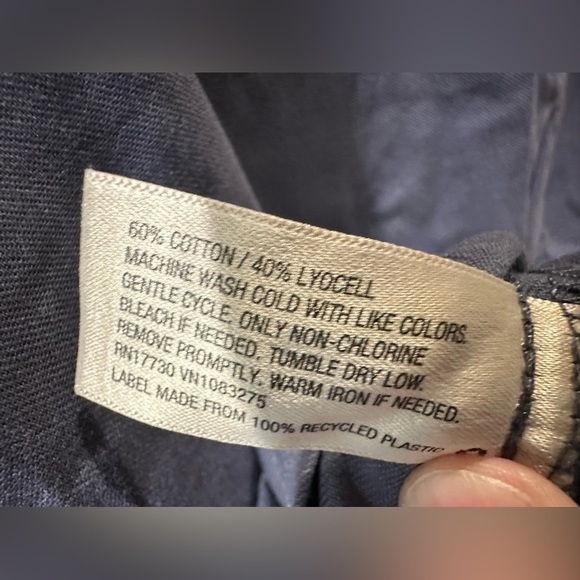 60% COTTON / 40% LYOCELL
MACHINE WASH COLD WITH LIKE COLORS.
GENTLE CYCLE. ONLY NON-CHLORINE
BLEACH IF NEEDED. TUMBLE DRY LOW.
REMOVE PROMPTLY. WARM IRON IF NEEDED.
RN17730 VN1083275
LABEL MADE FROM 100% RECYCLED PLASTIC